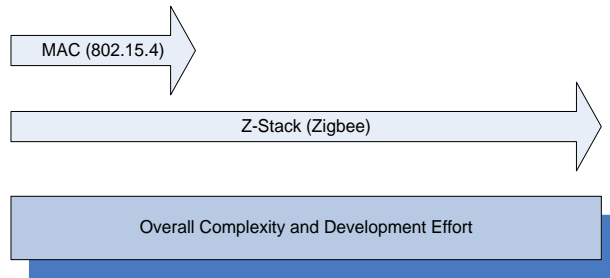 MAC (802.15.4)
Z-Stack (Zigbee)
Overall Complexity and Development Effort